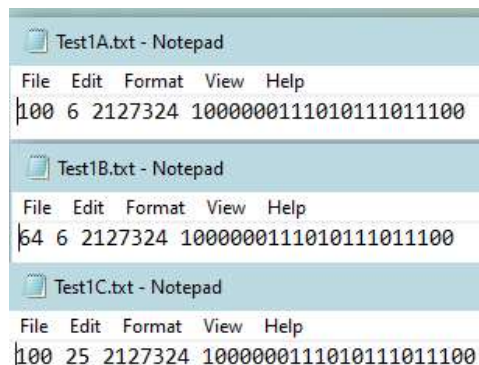 Test1A.txt - Notepad
File Edit Format View Help
100 6 2127324 1000000111010111011100
Test1B.txt - Notepad
File Edit Format View Help
64 6 2127324 1000000111010111011100
Test1C.txt - Notepad
File Edit Format View Help
100 25 2127324 1000000111010111011100